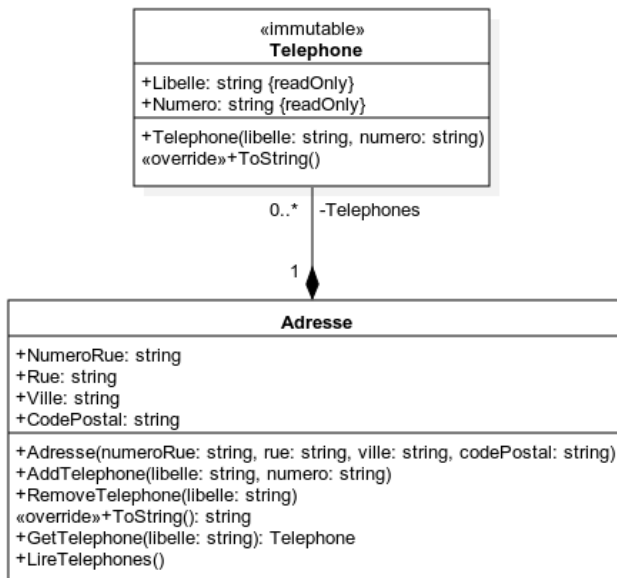 «immutable»
Telephone
+Libelle: string {readOnly}
+Numero: string {readOnly}
+Telephone(libelle: string, numero: string)
«override»+ToString()
0..* -Telephones
1
Adresse
+NumeroRue: string
+Rue: string
+Ville: string
+CodePostal: string
+Adresse(numeroRue: string, rue: string, ville: string, codePostal: string)
+AddTelephone(libelle: string, numero: string)
+RemoveTelephone(libelle: string)
«override»+ToString(): string
+GetTelephone(libelle: string): Telephone
+LireTelephones()